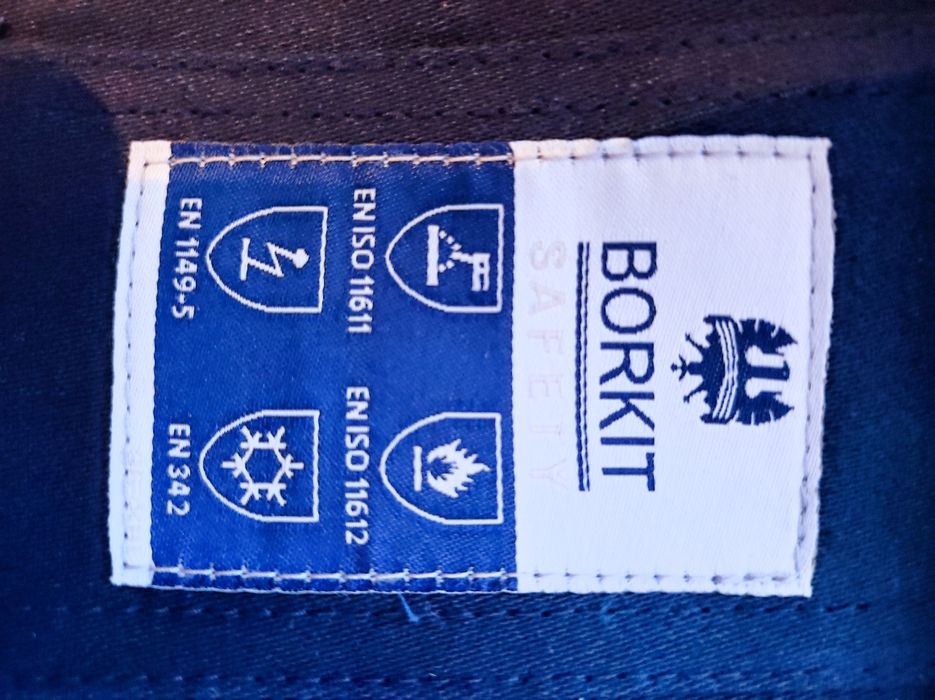 BORKIT
SAFETY
EN ISO 11611
EN ISO 11612
EN 1149-5
EN 342